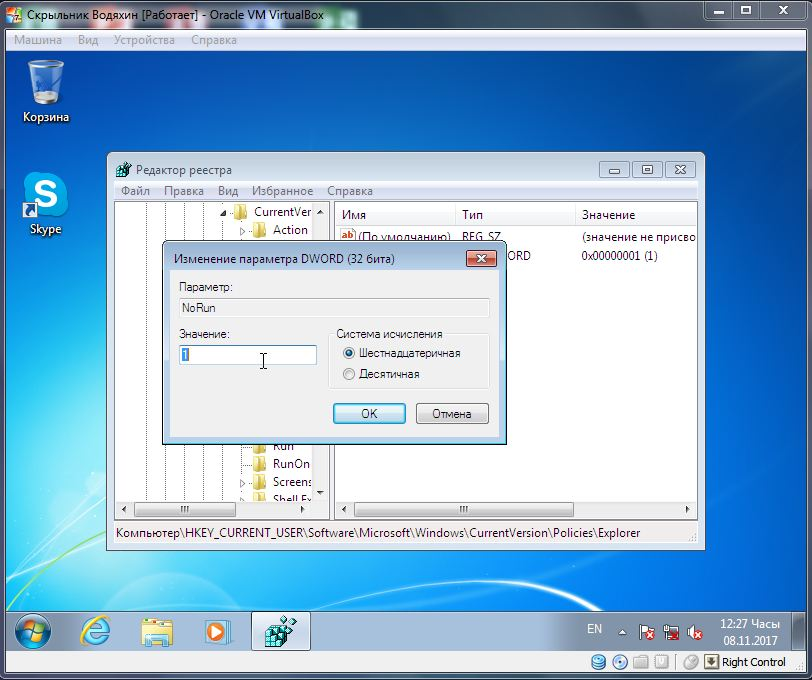 Скрыльник Водяхин [Работает] - Oracle VM VirtualBox
Машина Вид Устройства Справка
Корзина
Skype
Редактор реестра
Файл Правка Вид Избранное Справка
CurrentVer
Action
Имя Тип Значение
(По умолчанию) REG_SZ (значение не присво
ORD 0x00000001 (1)
Изменение параметра DWORD (32 бита)
Параметр:
NoRun
Значение:
1
Система исчисления
Шестнадцатеричная
Десятичная
OK Отмена
Run
RunOn
Screens
Shell Ex
Компьютер\HKEY_CURRENT_USER\Software\Microsoft\Windows\CurrentVersion\Policies\Explorer
EN
12:27 Часы
08.11.2017
Right Control